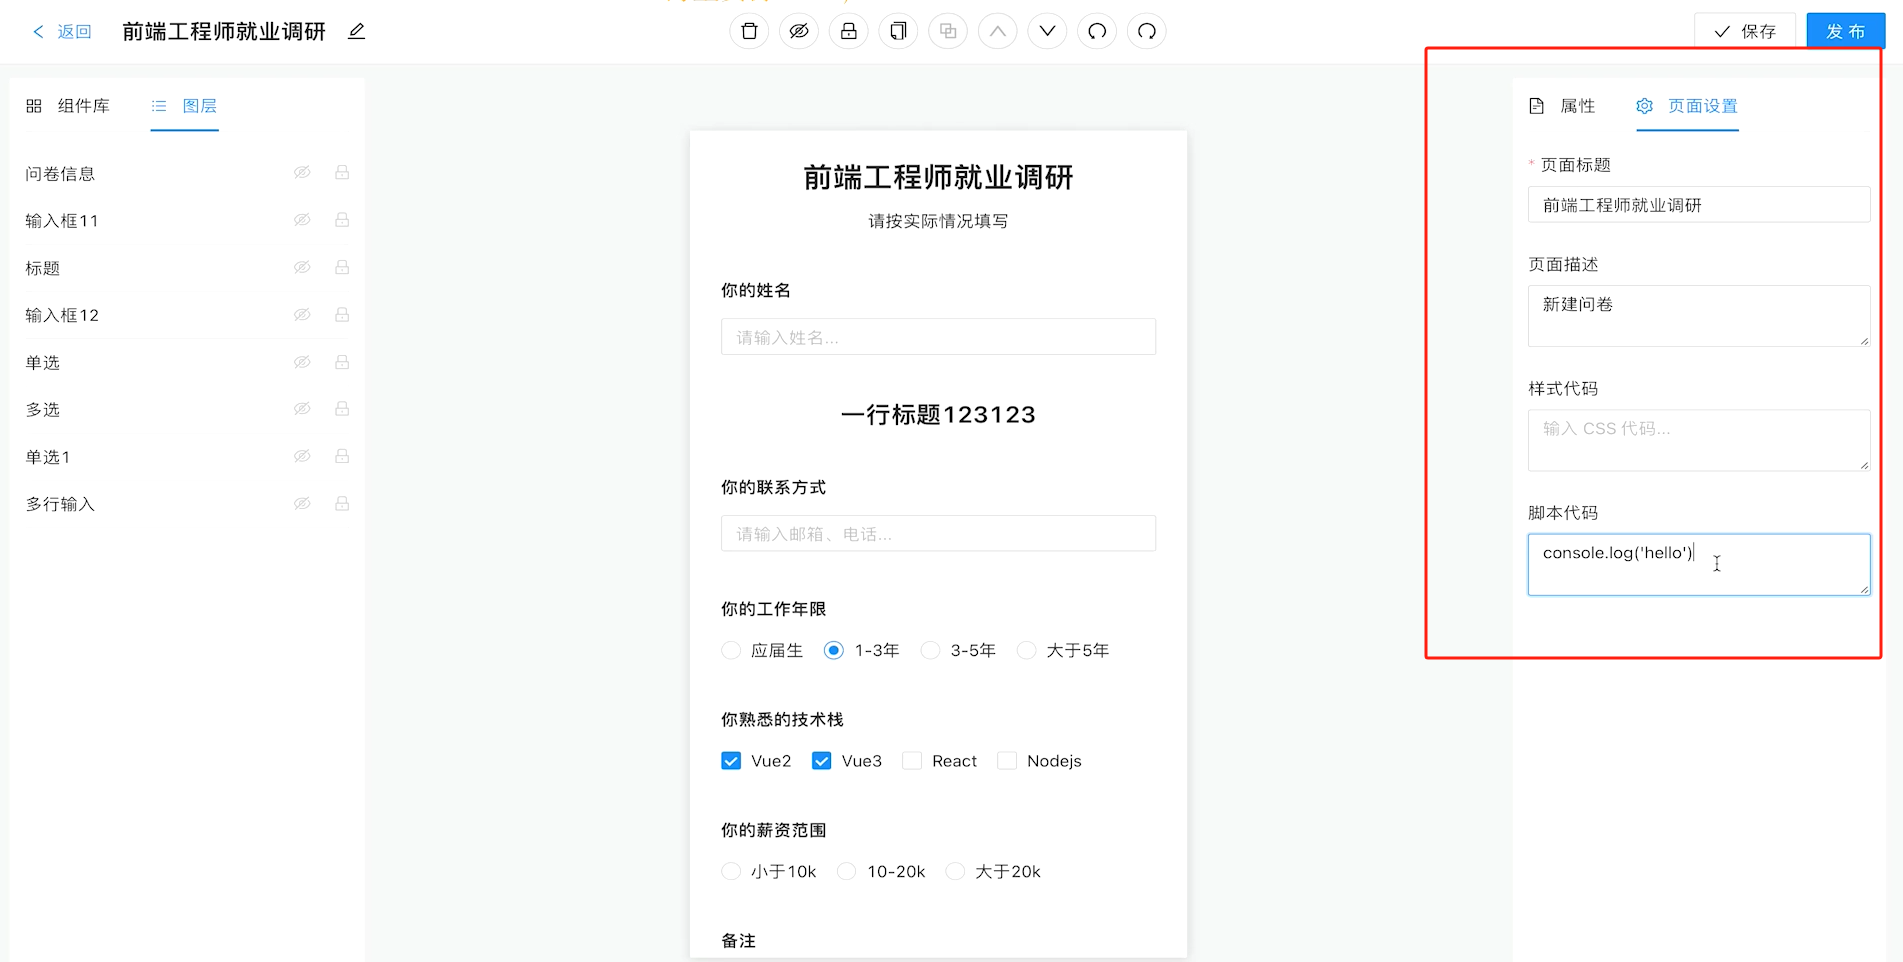 返回
前端工程师就业调研
保存
发 布
组件库
图层
问卷信息
输入框11
标题
输入框12
单选
多选
单选1
多行输入
前端工程师就业调研
请按实际情况填写
你的姓名
请输入姓名...
一行标题123123
你的联系方式
请输入邮箱、电话...
你的工作年限
应届生 1-3年 3-5年 大于5年
你熟悉的技术栈
Vue2 Vue3 React Nodejs
你的薪资范围
小于10k 10-20k 大于20k
备注
属性
页面设置
* 页面标题
前端工程师就业调研
页面描述
新建问卷
样式代码
输入 CSS 代码...
脚本代码
console.log('hello')